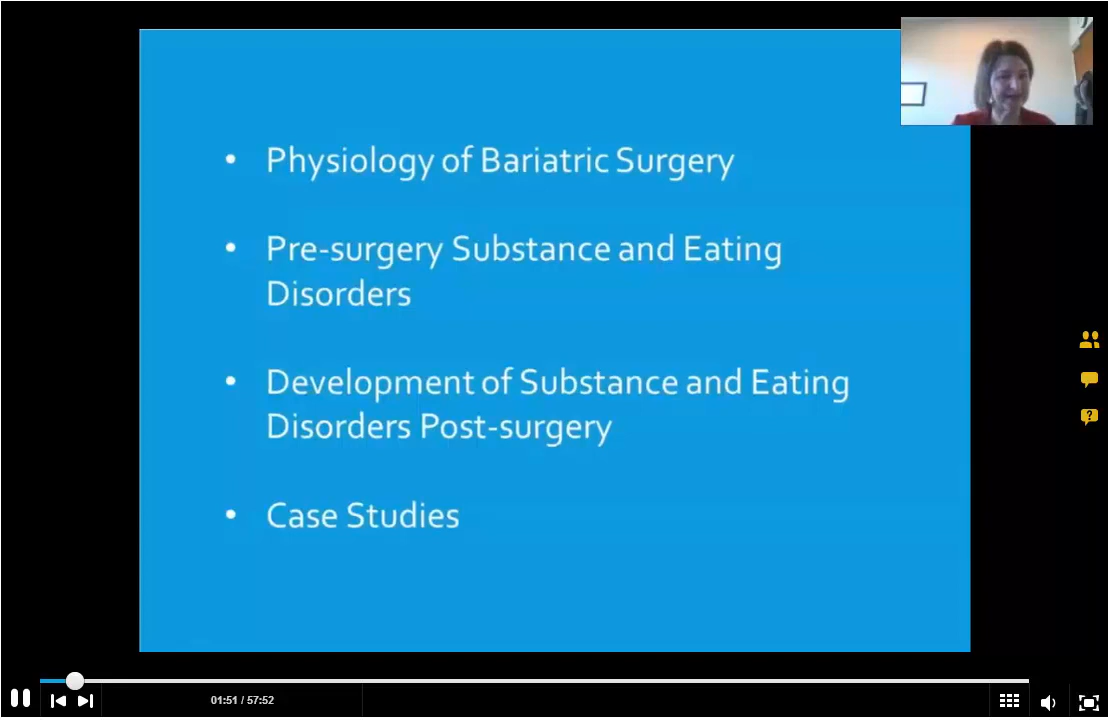 • Physiology of Bariatric Surgery
• Pre-surgery Substance and Eating
Disorders
• Development of Substance and Eating
Disorders Post-surgery
• Case Studies
?
01:51 / 57:52